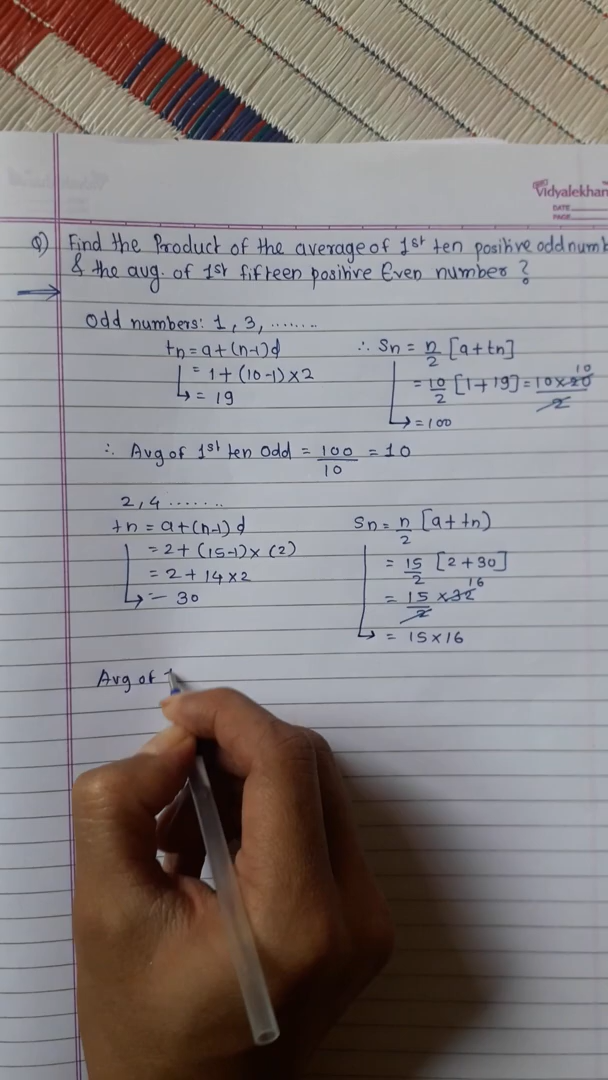 Vidyalekhan
DATE
PAGE
Q) Find the Product of the average of 1st ten positive odd numb
& the avg. of 1st fifteen positive Even number ?
Odd numbers: 1, 3, ........
tn = a+(n-1)d
= 1 + (10-1)×2
= 19
∴ Sn = n/2 [a+tn]
= 10/2 [1+19] = 10×20/2 10
= 100
∴ Avg of 1st ten odd = 100/10 = 10
2, 4 .......
tn = a+(n-1) d
= 2 + (15-1)× (2)
= 2 + 14×2
= 30
Sn = n/2 [a+tn)
= 15/2 [2+30]
= 15/2 × 32 16
= 15×16
Avg of 1